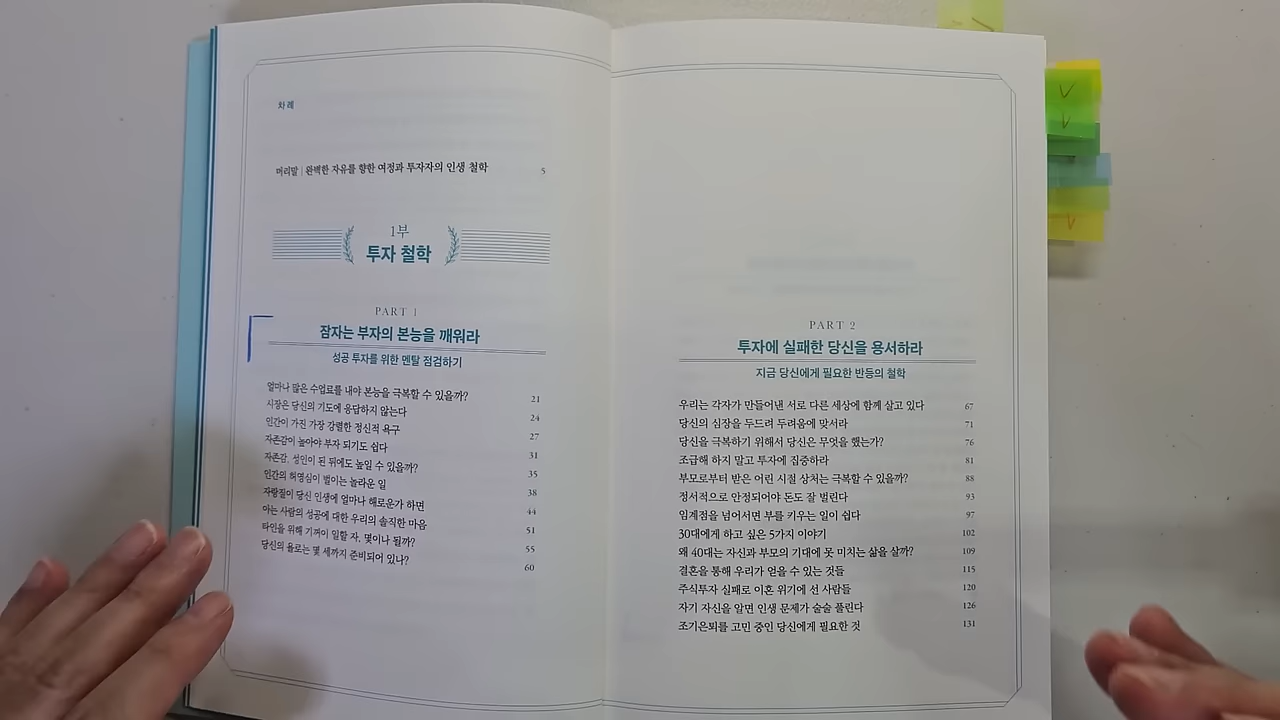 차례
머리말 | 완벽한 자유를 향한 여정과 투자자의 인생 철학 5
1부
투자 철학
PART 1
잠자는 부자의 본능을 깨워라
성공 투자를 위한 멘탈 점검하기
얼마나 많은 수업료를 내야 본능을 극복할 수 있을까? 21
시장은 당신의 기도에 응답하지 않는다 24
인간이 가진 가장 강렬한 정신적 욕구 27
자존감이 높아야 부자 되기도 쉽다 31
자존감, 성인이 된 뒤에도 높일 수 있을까? 35
인간의 허영심이 벌이는 놀라운 일 38
자랑질이 당신 인생에 얼마나 해로운가 하면 44
아는 사람의 성공에 대한 우리의 솔직한 마음 51
타인을 위해 기꺼이 일할 자, 몇이나 될까? 55
당신의 욜로는 몇 세까지 준비되어 있나? 60
PART 2
투자에 실패한 당신을 용서하라
지금 당신에게 필요한 반등의 철학
우리는 각자가 만들어낸 서로 다른 세상에 함께 살고 있다 67
당신의 심장을 두드려 두려움에 맞서라 71
당신을 극복하기 위해서 당신은 무엇을 했는가? 76
조급해 하지 말고 투자에 집중하라 81
부모로부터 받은 어린 시절 상처는 극복할 수 있을까? 88
정서적으로 안정되어야 돈도 잘 벌린다 93
임계점을 넘어서면 부를 키우는 일이 쉽다 97
30대에게 하고 싶은 5가지 이야기 102
왜 40대는 자신과 부모의 기대에 못 미치는 삶을 살까? 109
결혼을 통해 우리가 얻을 수 있는 것들 115
주식투자 실패로 이혼 위기에 선 사람들 120
자기 자신을 알면 인생 문제가 술술 풀린다 126
조기은퇴를 고민 중인 당신에게 필요한 것 131